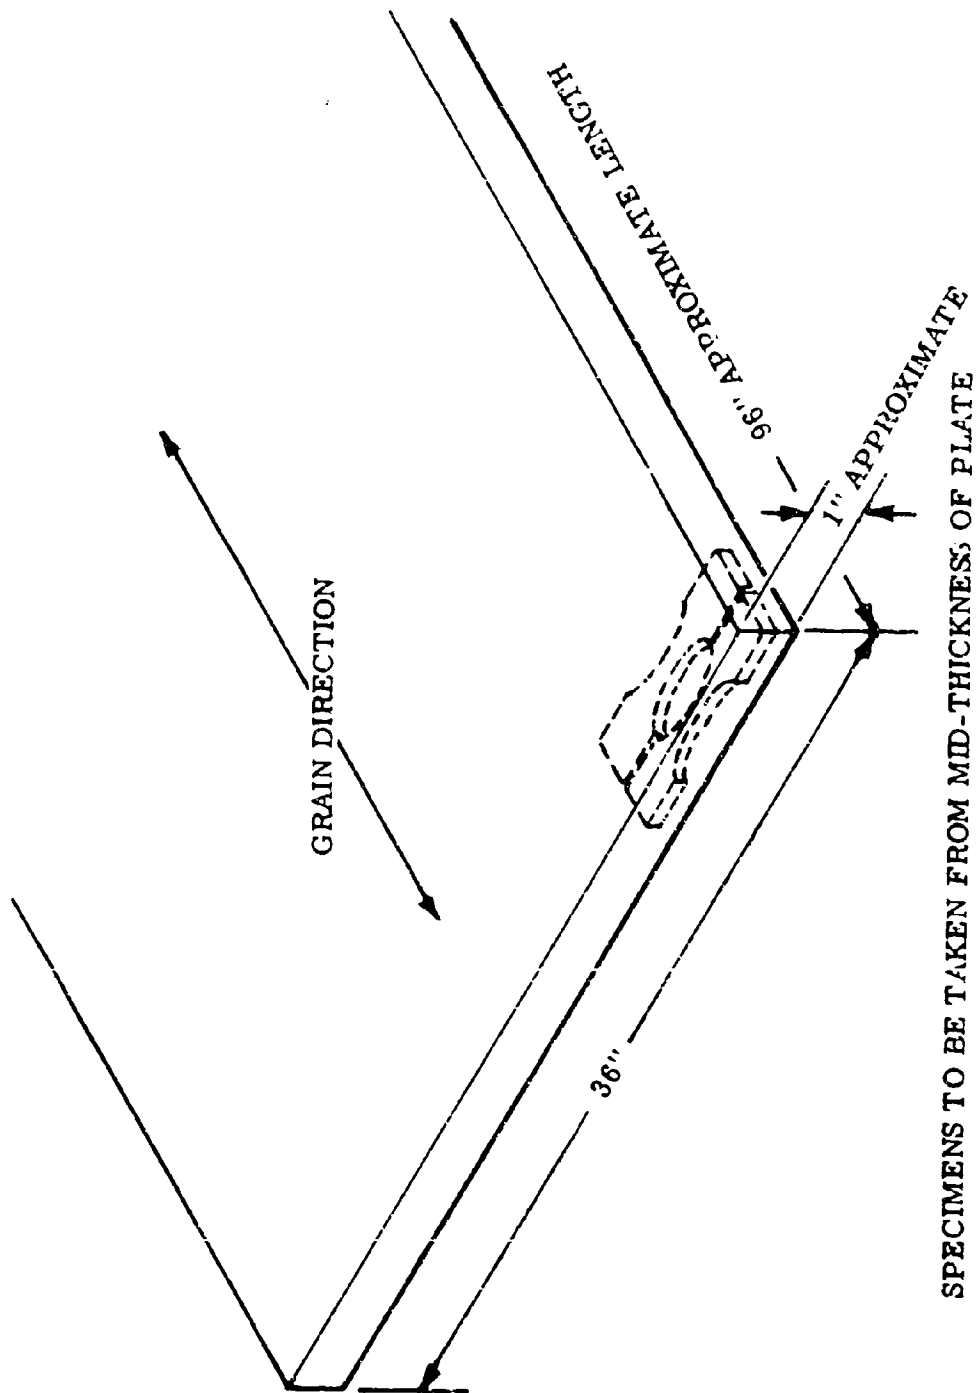 GRAIN DIRECTION
96" APPROXIMATE LENGTH
1" APPROXIMATE
36"
SPECIMENS TO BE TAKEN FROM MID-THICKNESS OF PLATE